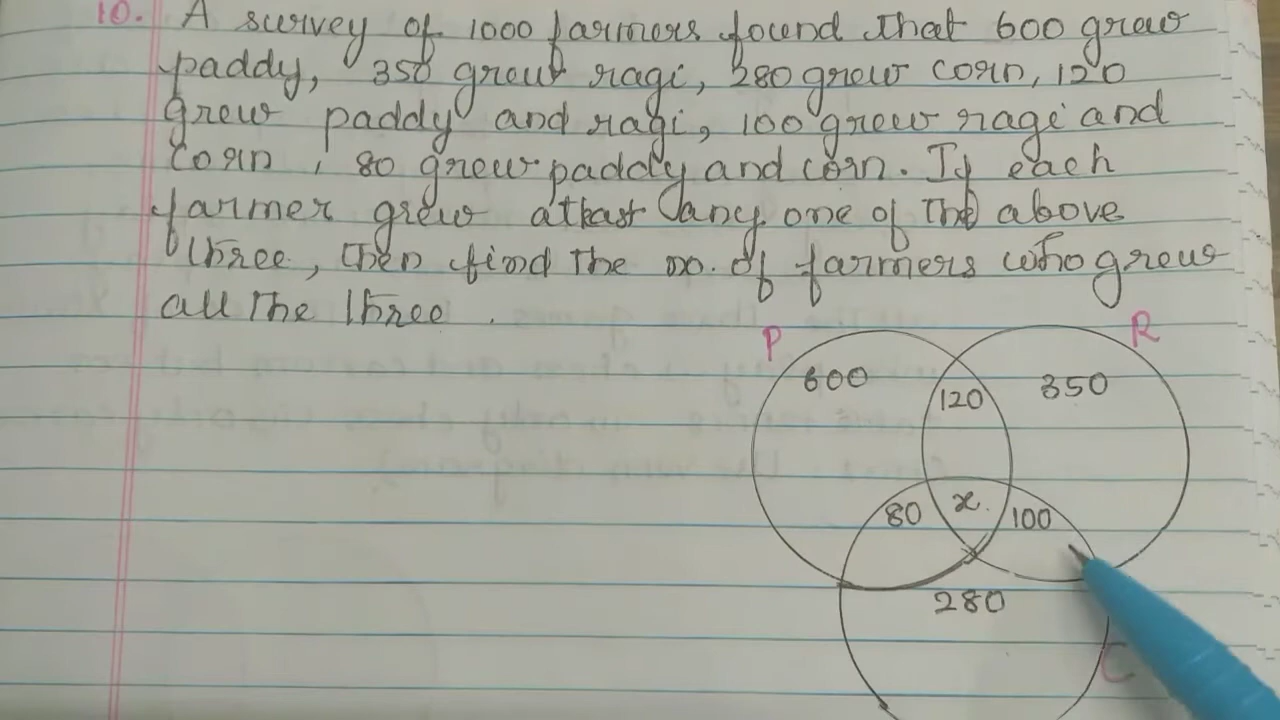 10. A survey of 1000 farmers found that 600 grew
paddy, 350 grew ragi, 280 grew corn, 120
grew paddy and ragi, 100 grew ragi and
corn, 80 grew paddy and corn. If each
farmer grew atleast any one of the above
three, then find the no. of farmers who grew
all the three.
P R
600 120 350
80 x. 100
280
C